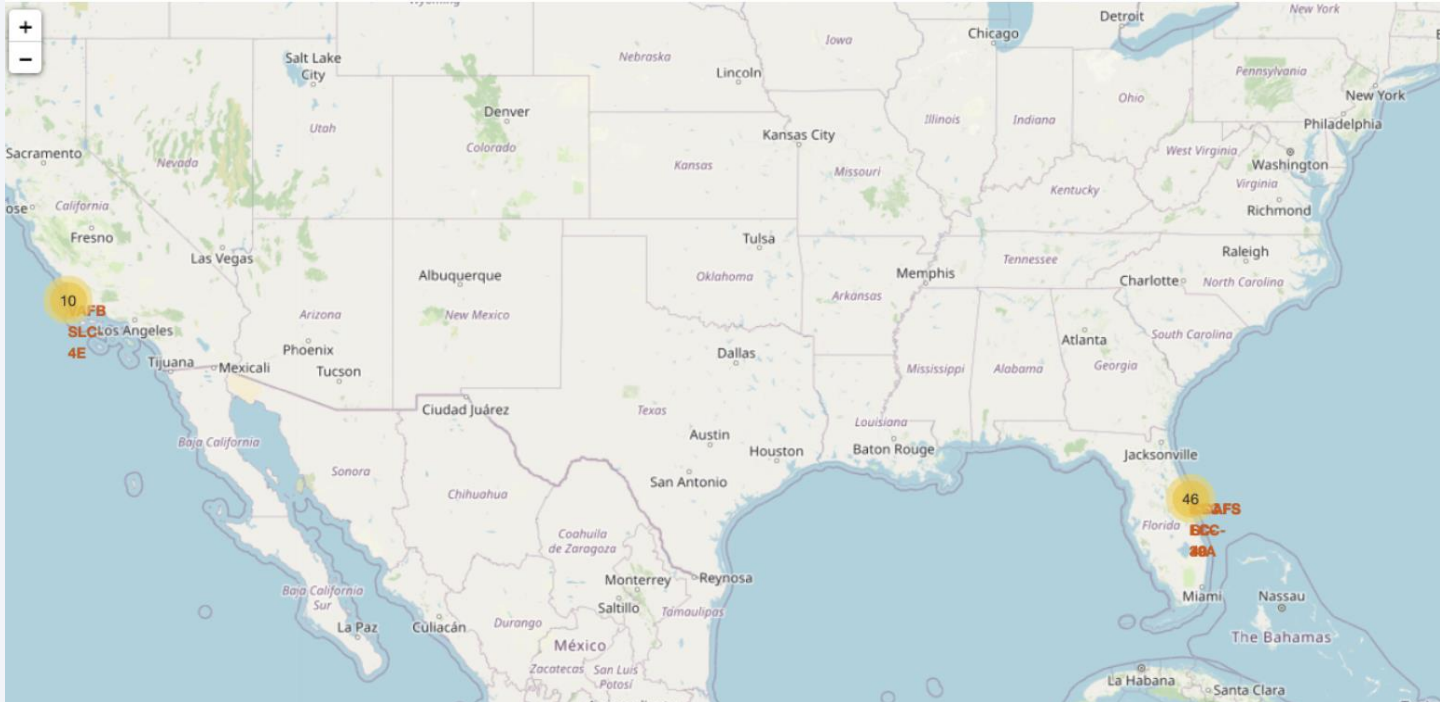 +
−
Wyoming
Detroit
New York
Chicago
Iowa
Nebraska
Salt Lake
City
Lincoln
Pennsylvania
New York
Ohio
Denver
Philadelphia
Utah
Illinois
Indiana
Kansas City
Colorado
Sacramento
Nevada
Kansas
Missouri
West Virginia
Washington
Virginia
Kentucky
ose
California
Richmond
Fresno
Las Vegas
Tulsa
Raleigh
Albuquerque
Oklahoma
Memphis
Tennessee
Charlotte
North Carolina
10
VAFB
SLC-
4E
Los Angeles
Arizona
New Mexico
Arkansas
South Carolina
Phoenix
Dallas
Atlanta
Tijuana
Mexicali
Tucson
Mississippi
Alabama
Georgia
Ciudad Juárez
Texas
Louisiana
Baja California
Austin
Houston
Baton Rouge
Jacksonville
Sonora
San Antonio
Chihuahua
46
Florida
Coahuila
de Zaragoza
Monterrey
Reynosa
Baja California
Sur
Saltillo
Tamaulipas
Miami
Nassau
La Paz
Culiacán
Durango
México
The Bahamas
Zacatecas
San Luis
Potosí
La Habana
Santa Clara